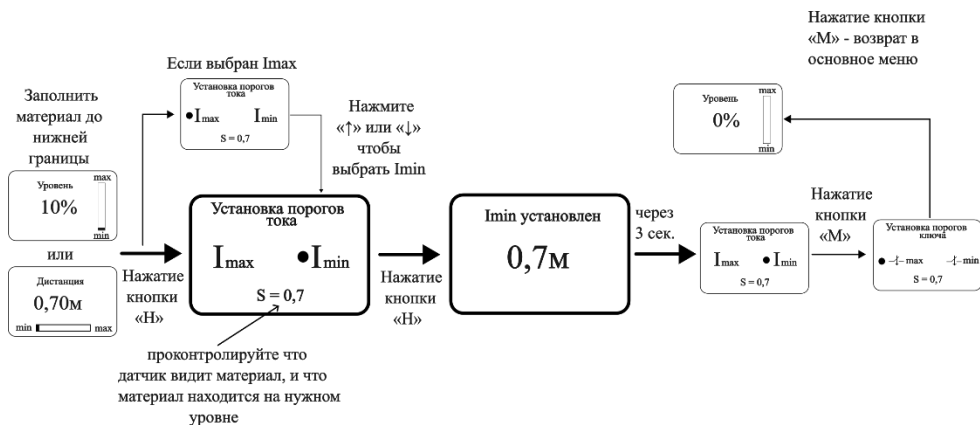 Заполнить
материал до
нижней
границы
Уровень
10%
max
min
или
Дистанция
0,70м
min
max
Нажатие
кнопки
«Н»
Если выбран Imax
Установка порогов
тока
Imax
Imin
S = 0,7
Нажмите
«↑» или «↓»
чтобы
выбрать Imin
Установка порогов
тока
Imax
Imin
S = 0,7
проконтролируйте что
датчик видит материал, и что
материал находится на нужном
уровне
Нажатие
кнопки
«Н»
Imin установлен
0,7м
через
3 сек.
Установка порогов
тока
Imax
Imin
S = 0,7
Нажатие
кнопки
«М»
Установка порогов
ключа
max
min
S = 0,7
Уровень
0%
max
min
Нажатие кнопки
«М» - возврат в
основное меню